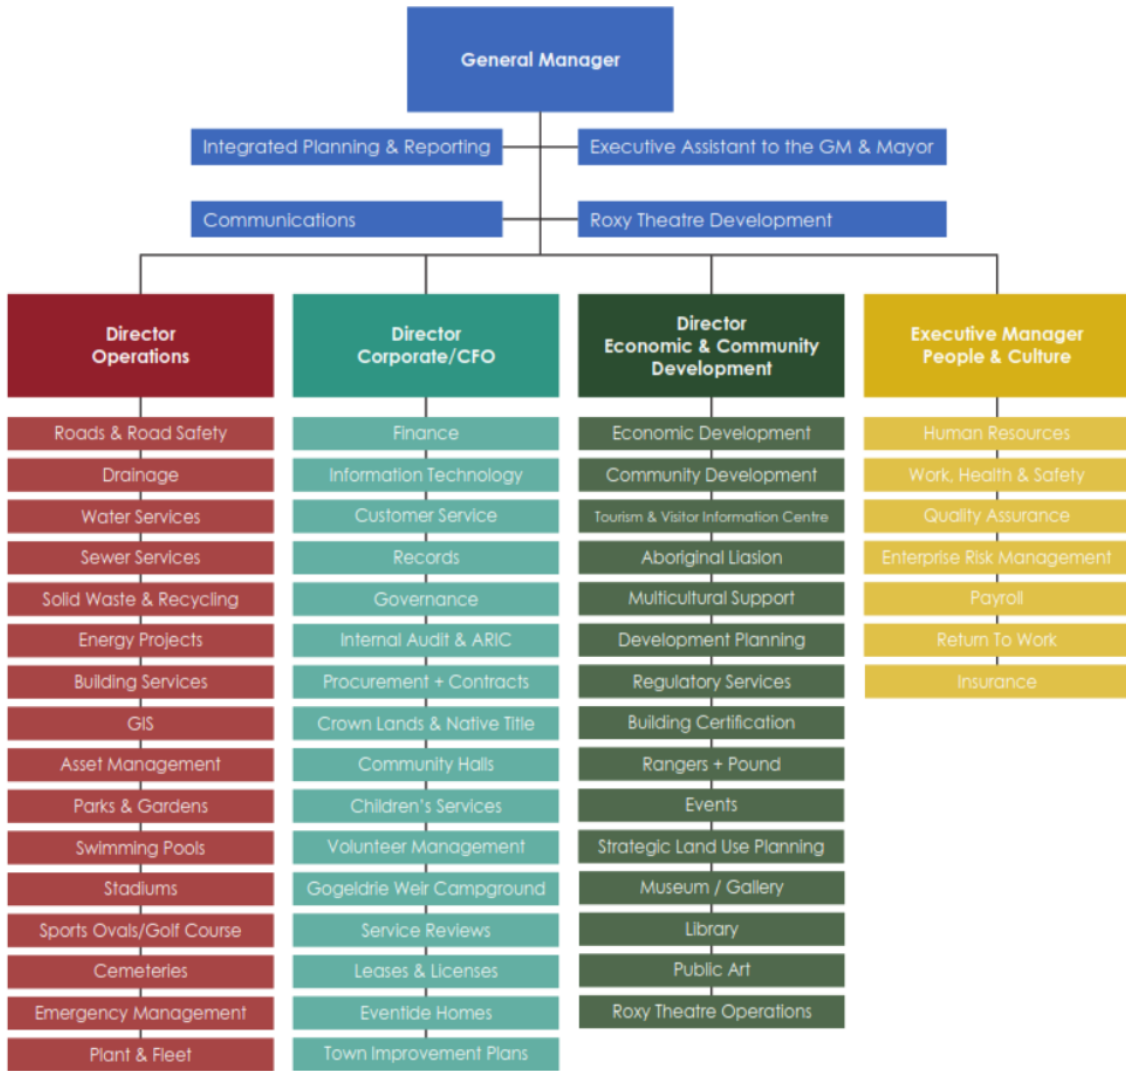 General Manager
Integrated Planning & Reporting
Executive Assistant to the GM & Mayor
Communications
Roxy Theatre Development
Director
Operations
Roads & Road Safety
Drainage
Water Services
Sewer Services
Solid Waste & Recycling
Energy Projects
Building Services
GIS
Asset Management
Parks & Gardens
Swimming Pools
Stadiums
Sports Ovals/Golf Course
Cemeteries
Emergency Management
Plant & Fleet
Director
Corporate/CFO
Finance
Information Technology
Customer Service
Records
Governance
Internal Audit & ARIC
Procurement + Contracts
Crown Lands & Native Title
Community Halls
Children's Services
Volunteer Management
Gogeldrie Weir Campground
Service Reviews
Leases & Licenses
Eventide Homes
Town Improvement Plans
Director
Economic & Community
Development
Economic Development
Community Development
Tourism & Visitor Information Centre
Aboriginal Liasion
Multicultural Support
Development Planning
Regulatory Services
Building Certification
Rangers + Pound
Events
Strategic Land Use Planning
Museum / Gallery
Library
Public Art
Roxy Theatre Operations
Executive Manager
People & Culture
Human Resources
Work, Health & Safety
Quality Assurance
Enterprise Risk Management
Payroll
Return To Work
Insurance